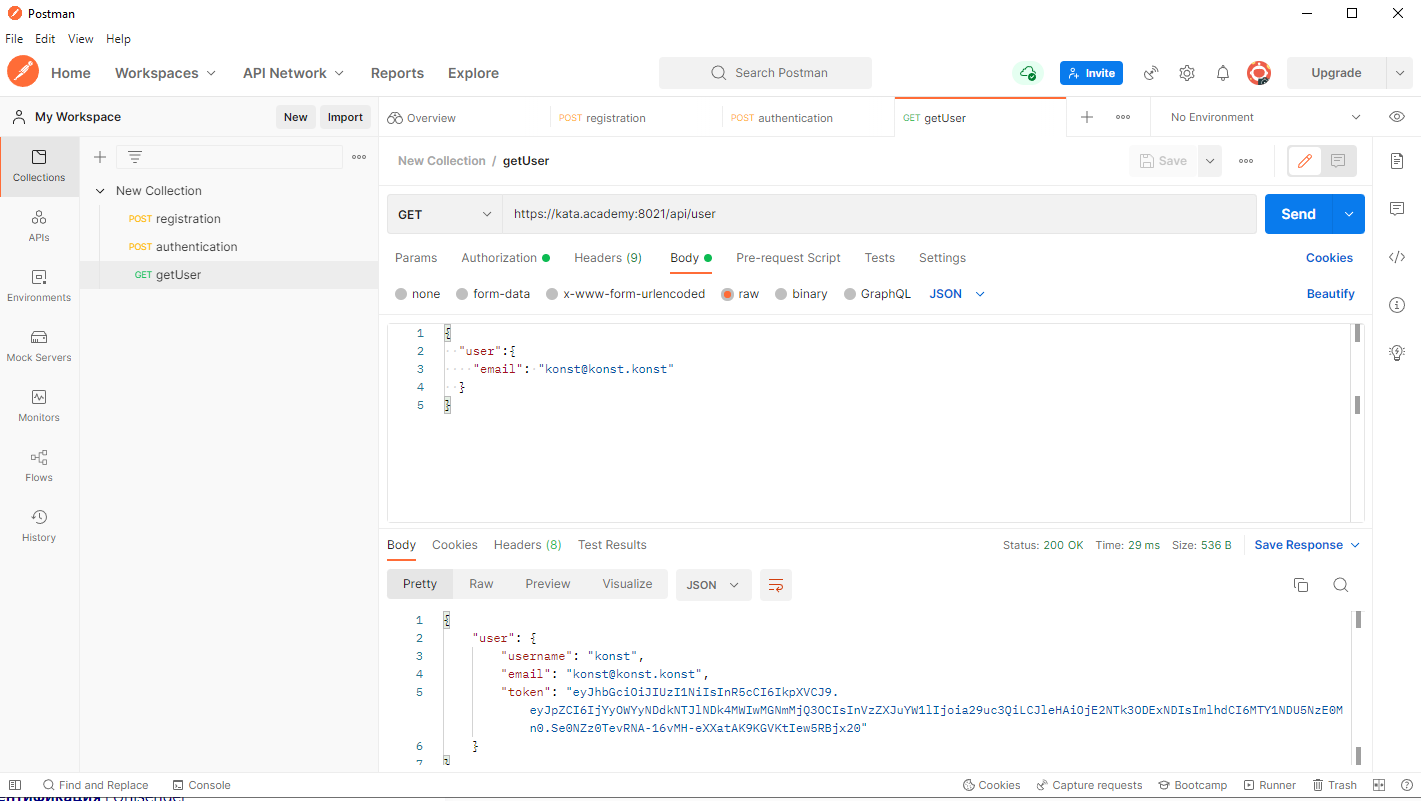 Postman
File Edit View Help
Home Workspaces API Network Reports Explore Search Postman Invite Upgrade
My Workspace New Import Overview POST registration POST authentication GET getUser No Environment
New Collection / getUser Save
Collections
APIs
Environments
Mock Servers
Monitors
Flows
History
New Collection
POST registration
POST authentication
GET getUser
GET https://kata.academy:8021/api/user Send
Params Authorization Headers (9) Body Pre-request Script Tests Settings Cookies
none form-data x-www-form-urlencoded raw binary GraphQL JSON Beautify
1 {
2 "user":{
3 "email": "konst@konst.konst"
4 }
5 }
Body Cookies Headers (8) Test Results Status: 200 OK Time: 29 ms Size: 536 B Save Response
Pretty Raw Preview Visualize JSON
1 {
2 "user": {
3 "username": "konst",
4 "email": "konst@konst.konst",
5 "token": "eyJhbGciOiJIUzI1NiIsInR5cCI6IkpXVCJ9.
eyJpZCI6IjYyOWYyNDdkNTJlNDk4MWIwMGNmMjQ3OCIsInVzZXJuYW1lIjoia29uc3QiLCJleHAiOjE2NTk3ODExNDIsImlhdCI6MTY1NDU5NzE0M
n0.Se0NZz0TevRNA-16vMH-eXXatAK9KGVKtIew5RBjx20"
6 }
7 }
Find and Replace Console Cookies Capture requests Bootcamp Runner Trash